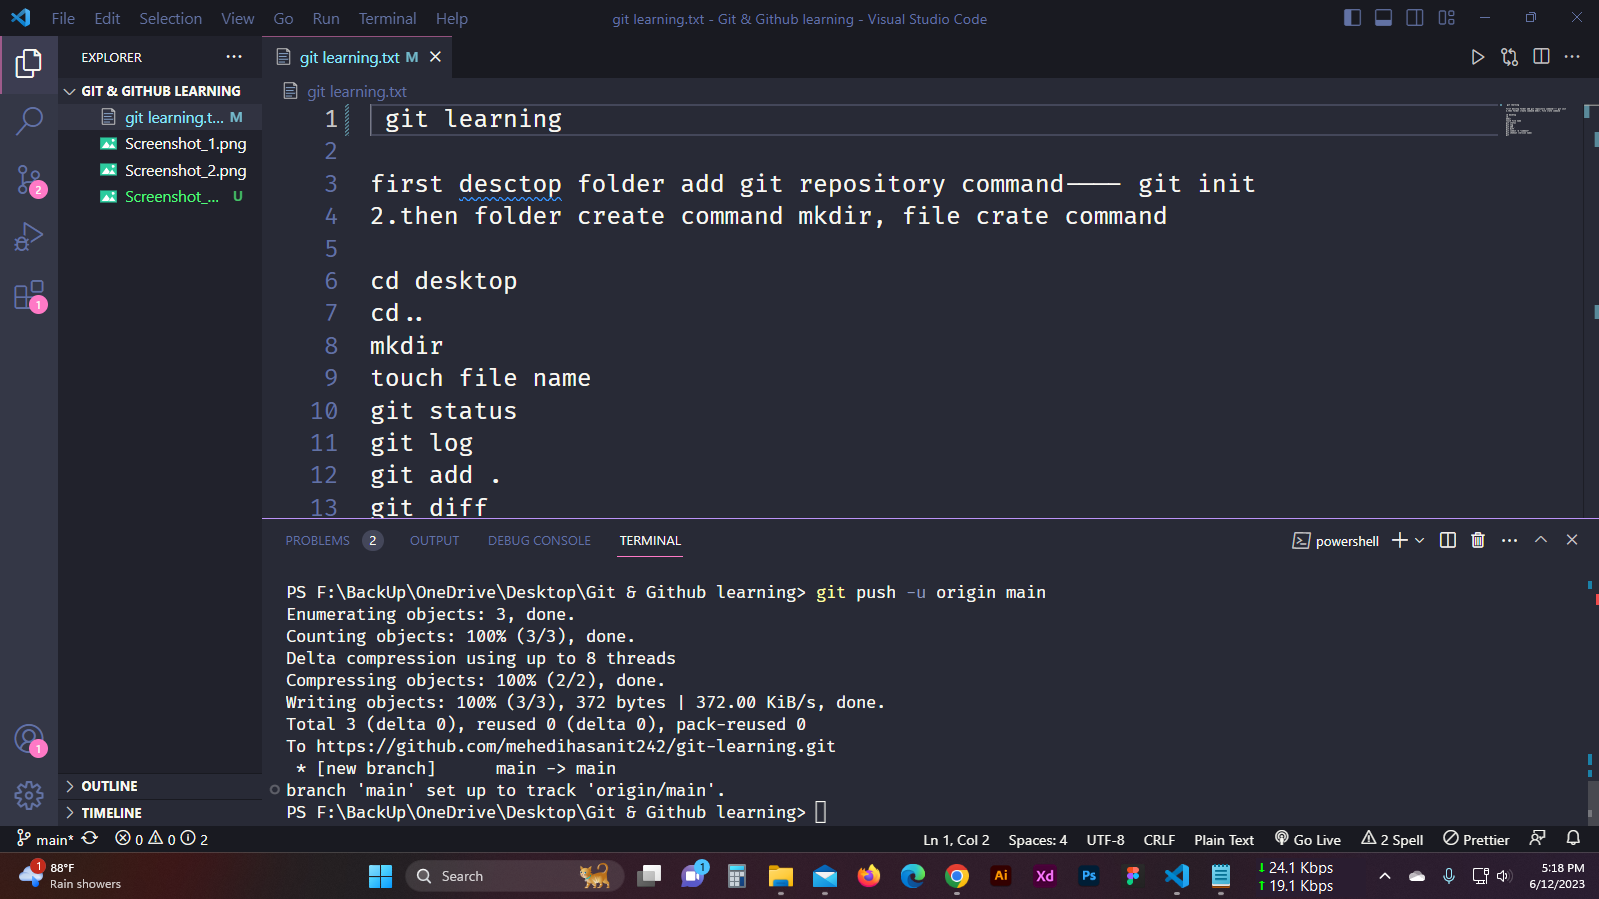 File Edit Selection View Go Run Terminal Help git learning.txt - Git & Github learning - Visual Studio Code
EXPLORER ··· git learning.txt M
GIT & GITHUB LEARNING git learning.txt
git learning.t... M
Screenshot_1.png
Screenshot_2.png
Screenshot_... U
2
1
1
1 git learning
2
3 first desctop folder add git repository command---- git init
4 2.then folder create command mkdir, file crate command
5
6 cd desktop
7 cd..
8 mkdir
9 touch file name
10 git status
11 git log
12 git add .
13 git diff
PROBLEMS 2 OUTPUT DEBUG CONSOLE TERMINAL powershell
PS F:\BackUp\OneDrive\Desktop\Git & Github learning> git push -u origin main
Enumerating objects: 3, done.
Counting objects: 100% (3/3), done.
Delta compression using up to 8 threads
Compressing objects: 100% (2/2), done.
Writing objects: 100% (3/3), 372 bytes | 372.00 KiB/s, done.
Total 3 (delta 0), reused 0 (delta 0), pack-reused 0
To https://github.com/mehedihasanit242/git-learning.git
* [new branch] main -> main
branch 'main' set up to track 'origin/main'.
PS F:\BackUp\OneDrive\Desktop\Git & Github learning>
OUTLINE
TIMELINE
main* 0 0 2 Ln 1, Col 2 Spaces: 4 UTF-8 CRLF Plain Text Go Live 2 Spell Prettier
1 88°F
Rain showers
Search
1
Ai Xd Ps
↓ 24.1 Kbps
↑ 19.1 Kbps
5:18 PM
6/12/2023